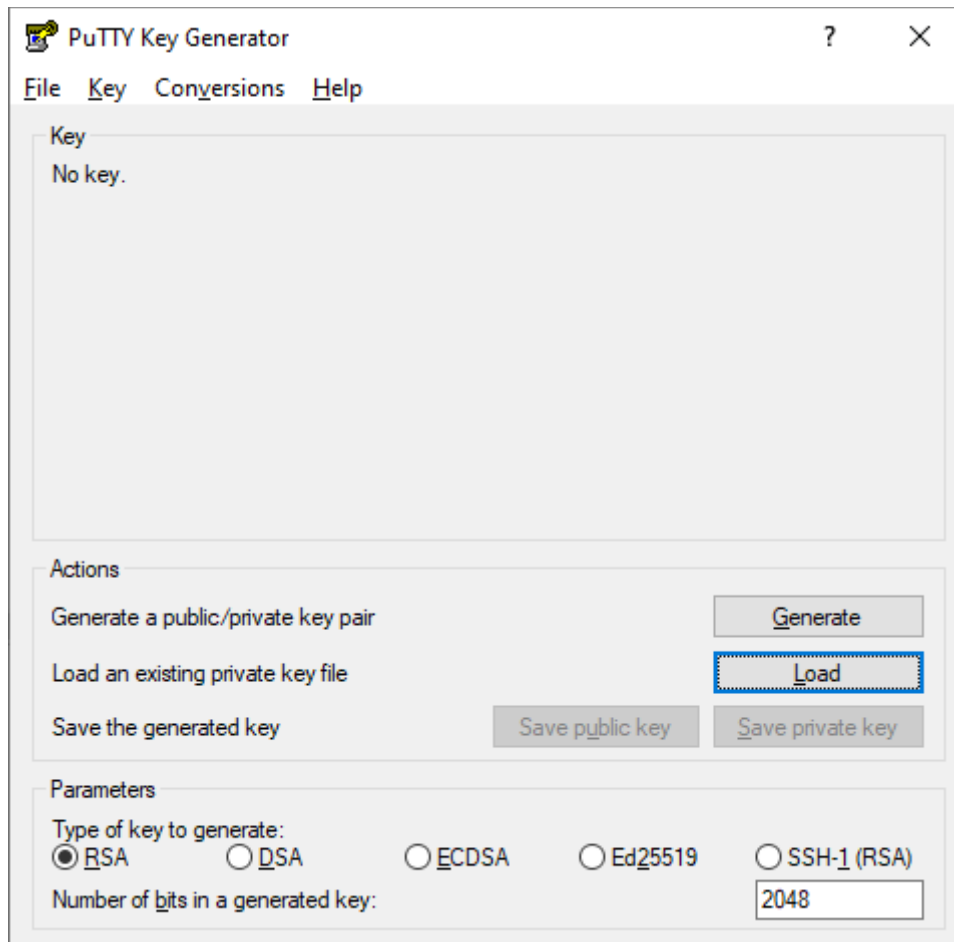 PuTTY Key Generator ?
File Key Conversions Help
Key
No key.
Actions
Generate a public/private key pair Generate
Load an existing private key file Load
Save the generated key Save public key Save private key
Parameters
Type of key to generate:
RSA DSA ECDSA Ed25519 SSH-1 (RSA)
Number of bits in a generated key: 2048